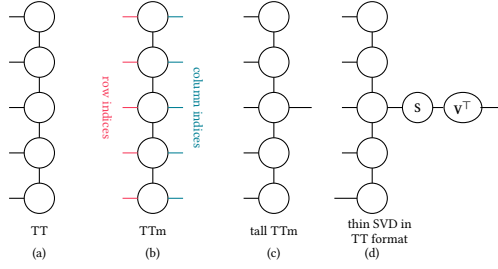 row indices
column indices
S
V⊤
TT
TTm
tall TTm
thin SVD in
TT format
(a)
(b)
(c)
(d)